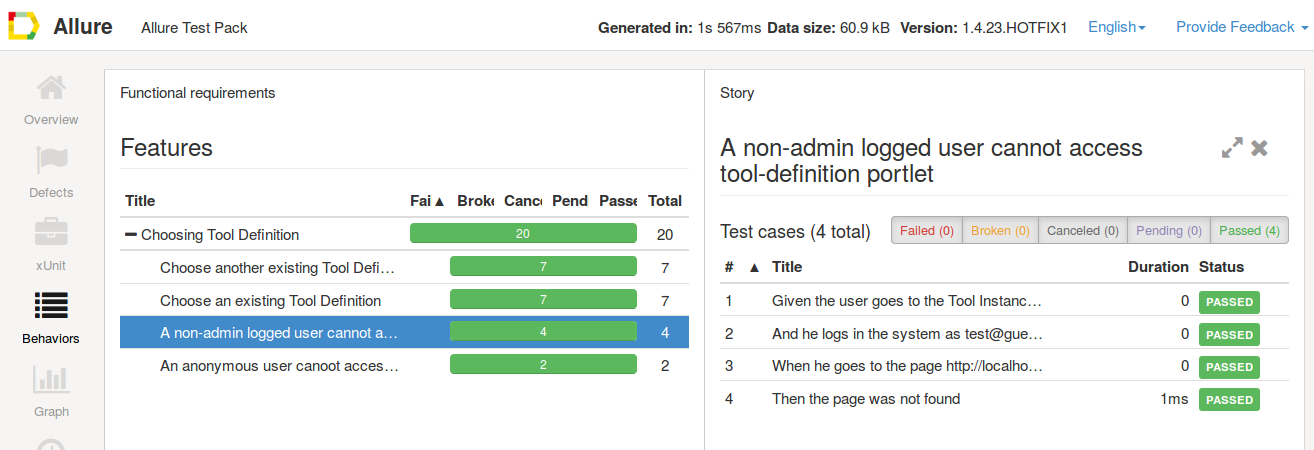 Allure Allure Test Pack Generated in: 1s 567ms Data size: 60.9 kB Version: 1.4.23.HOTFIX1 English Provide Feedback
Overview
Defects
xUnit
Behaviors
Graph
Functional requirements
Features
Title Fai▲ Broke Cance Pend Passe Total
Choosing Tool Definition 20 20
Choose another existing Tool Defi… 7 7
Choose an existing Tool Definition 7 7
A non-admin logged user cannot a… 4 4
An anonymous user canoot acces… 2 2
Story
A non-admin logged user cannot access
tool-definition portlet
Test cases (4 total) Failed (0) Broken (0) Canceled (0) Pending (0) Passed (4)
# ▲ Title Duration Status
1 Given the user goes to the Tool Instanc… 0 PASSED
2 And he logs in the system as test@gue… 0 PASSED
3 When he goes to the page http://localho… 0 PASSED
4 Then the page was not found 1ms PASSED